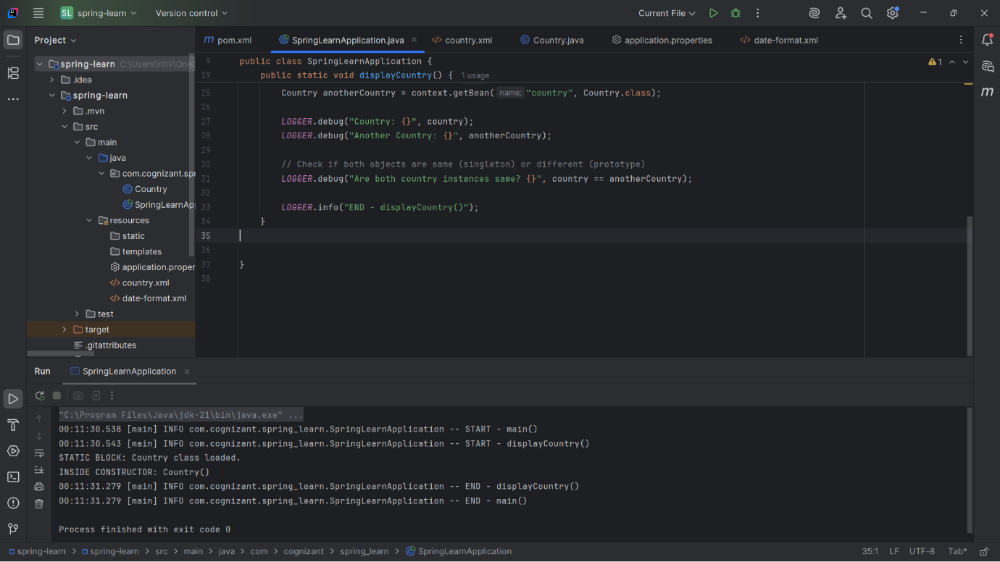 SL spring-learn Version control Current File
Project
pom.xml SpringLearnApplication.java country.xml Country.java application.properties date-format.xml
spring-learn C:\Users\ritiv\OneD
.idea
spring-learn
.mvn
src
main
java
com.cognizant.spr
Country
SpringLearnApp
resources
static
templates
application.proper
country.xml
date-format.xml
test
target
.gitattributes
9 public class SpringLearnApplication {
1
19 public static void displayCountry() { 1 usage
25 Country anotherCountry = context.getBean( name: "country", Country.class);
26
27 LOGGER.debug("Country: {}", country);
28 LOGGER.debug("Another Country: {}", anotherCountry);
29
30 // Check if both objects are same (singleton) or different (prototype)
31 LOGGER.debug("Are both country instances same? {}", country == anotherCountry);
32
33 LOGGER.info("END - displayCountry()");
34 }
35
36
37 }
38
Run SpringLearnApplication
"C:\Program Files\Java\jdk-21\bin\java.exe" ...
00:11:30.538 [main] INFO com.cognizant.spring_learn.SpringLearnApplication -- START - main()
00:11:30.543 [main] INFO com.cognizant.spring_learn.SpringLearnApplication -- START - displayCountry()
STATIC BLOCK: Country class loaded.
INSIDE CONSTRUCTOR: Country()
00:11:31.279 [main] INFO com.cognizant.spring_learn.SpringLearnApplication -- END - displayCountry()
00:11:31.279 [main] INFO com.cognizant.spring_learn.SpringLearnApplication -- END - main()
Process finished with exit code 0
spring-learn > spring-learn > src > main > java > com > cognizant > spring_learn > SpringLearnApplication 35:1 LF UTF-8 Tab*